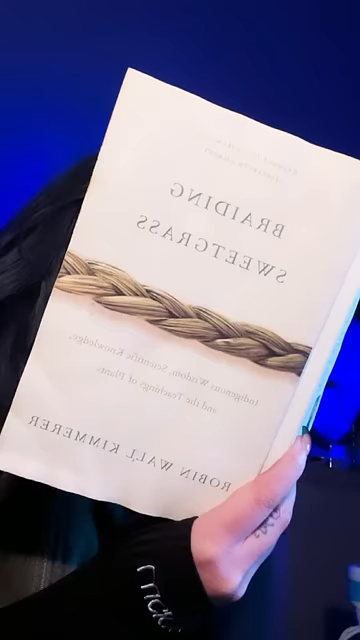 BRAIDING
SWEETGRASS
Indigenous Wisdom, Scientific Knowledge,
and the Teachings of Plants
ROBIN WALL KIMMERER